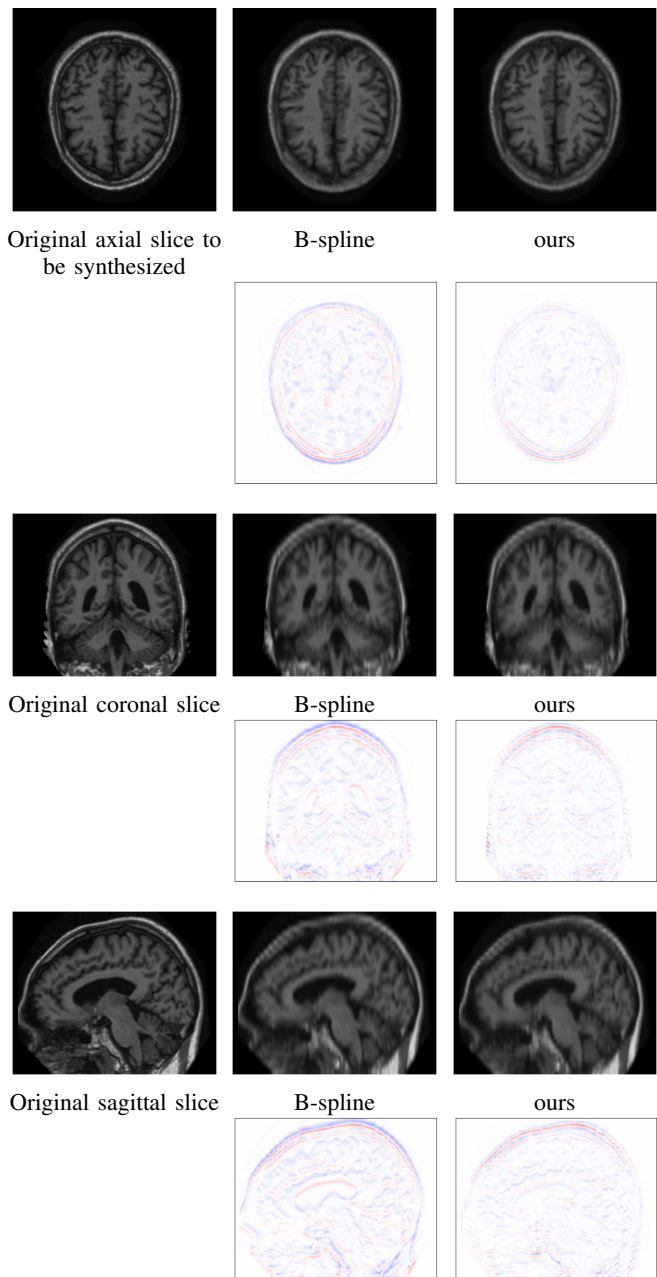 Original axial slice to
be synthesized
B-spline
ours
Original coronal slice
B-spline
ours
Original sagittal slice
B-spline
ours